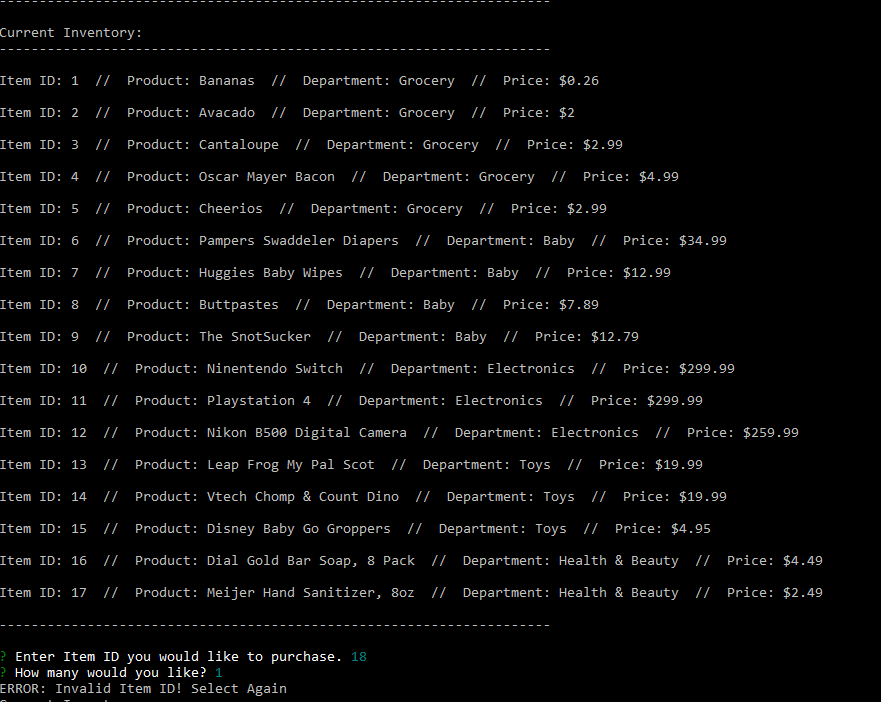 -----------------------------------------------------------------------
Current Inventory:
---------------------------------------------------------------------
Item ID: 1  //  Product: Bananas  //  Department: Grocery  //  Price: $0.26
Item ID: 2  //  Product: Avacado  //  Department: Grocery  //  Price: $2
Item ID: 3  //  Product: Cantaloupe  //  Department: Grocery  //  Price: $2.99
Item ID: 4  //  Product: Oscar Mayer Bacon  //  Department: Grocery  //  Price: $4.99
Item ID: 5  //  Product: Cheerios  //  Department: Grocery  //  Price: $2.99
Item ID: 6  //  Product: Pampers Swaddeler Diapers  //  Department: Baby  //  Price: $34.99
Item ID: 7  //  Product: Huggies Baby Wipes  //  Department: Baby  //  Price: $12.99
Item ID: 8  //  Product: Buttpastes  //  Department: Baby  //  Price: $7.89
Item ID: 9  //  Product: The SnotSucker  //  Department: Baby  //  Price: $12.79
Item ID: 10  //  Product: Ninentendo Switch  //  Department: Electronics  //  Price: $299.99
Item ID: 11  //  Product: Playstation 4  //  Department: Electronics  //  Price: $299.99
Item ID: 12  //  Product: Nikon B500 Digital Camera  //  Department: Electronics  //  Price: $259.99
Item ID: 13  //  Product: Leap Frog My Pal Scot  //  Department: Toys  //  Price: $19.99
Item ID: 14  //  Product: Vtech Chomp & Count Dino  //  Department: Toys  //  Price: $19.99
Item ID: 15  //  Product: Disney Baby Go Groppers  //  Department: Toys  //  Price: $4.95
Item ID: 16  //  Product: Dial Gold Bar Soap, 8 Pack  //  Department: Health & Beauty  //  Price: $4.49
Item ID: 17  //  Product: Meijer Hand Sanitizer, 8oz  //  Department: Health & Beauty  //  Price: $2.49
---------------------------------------------------------------------
? Enter Item ID you would like to purchase. 18
? How many would you like? 1
ERROR: Invalid Item ID! Select Again